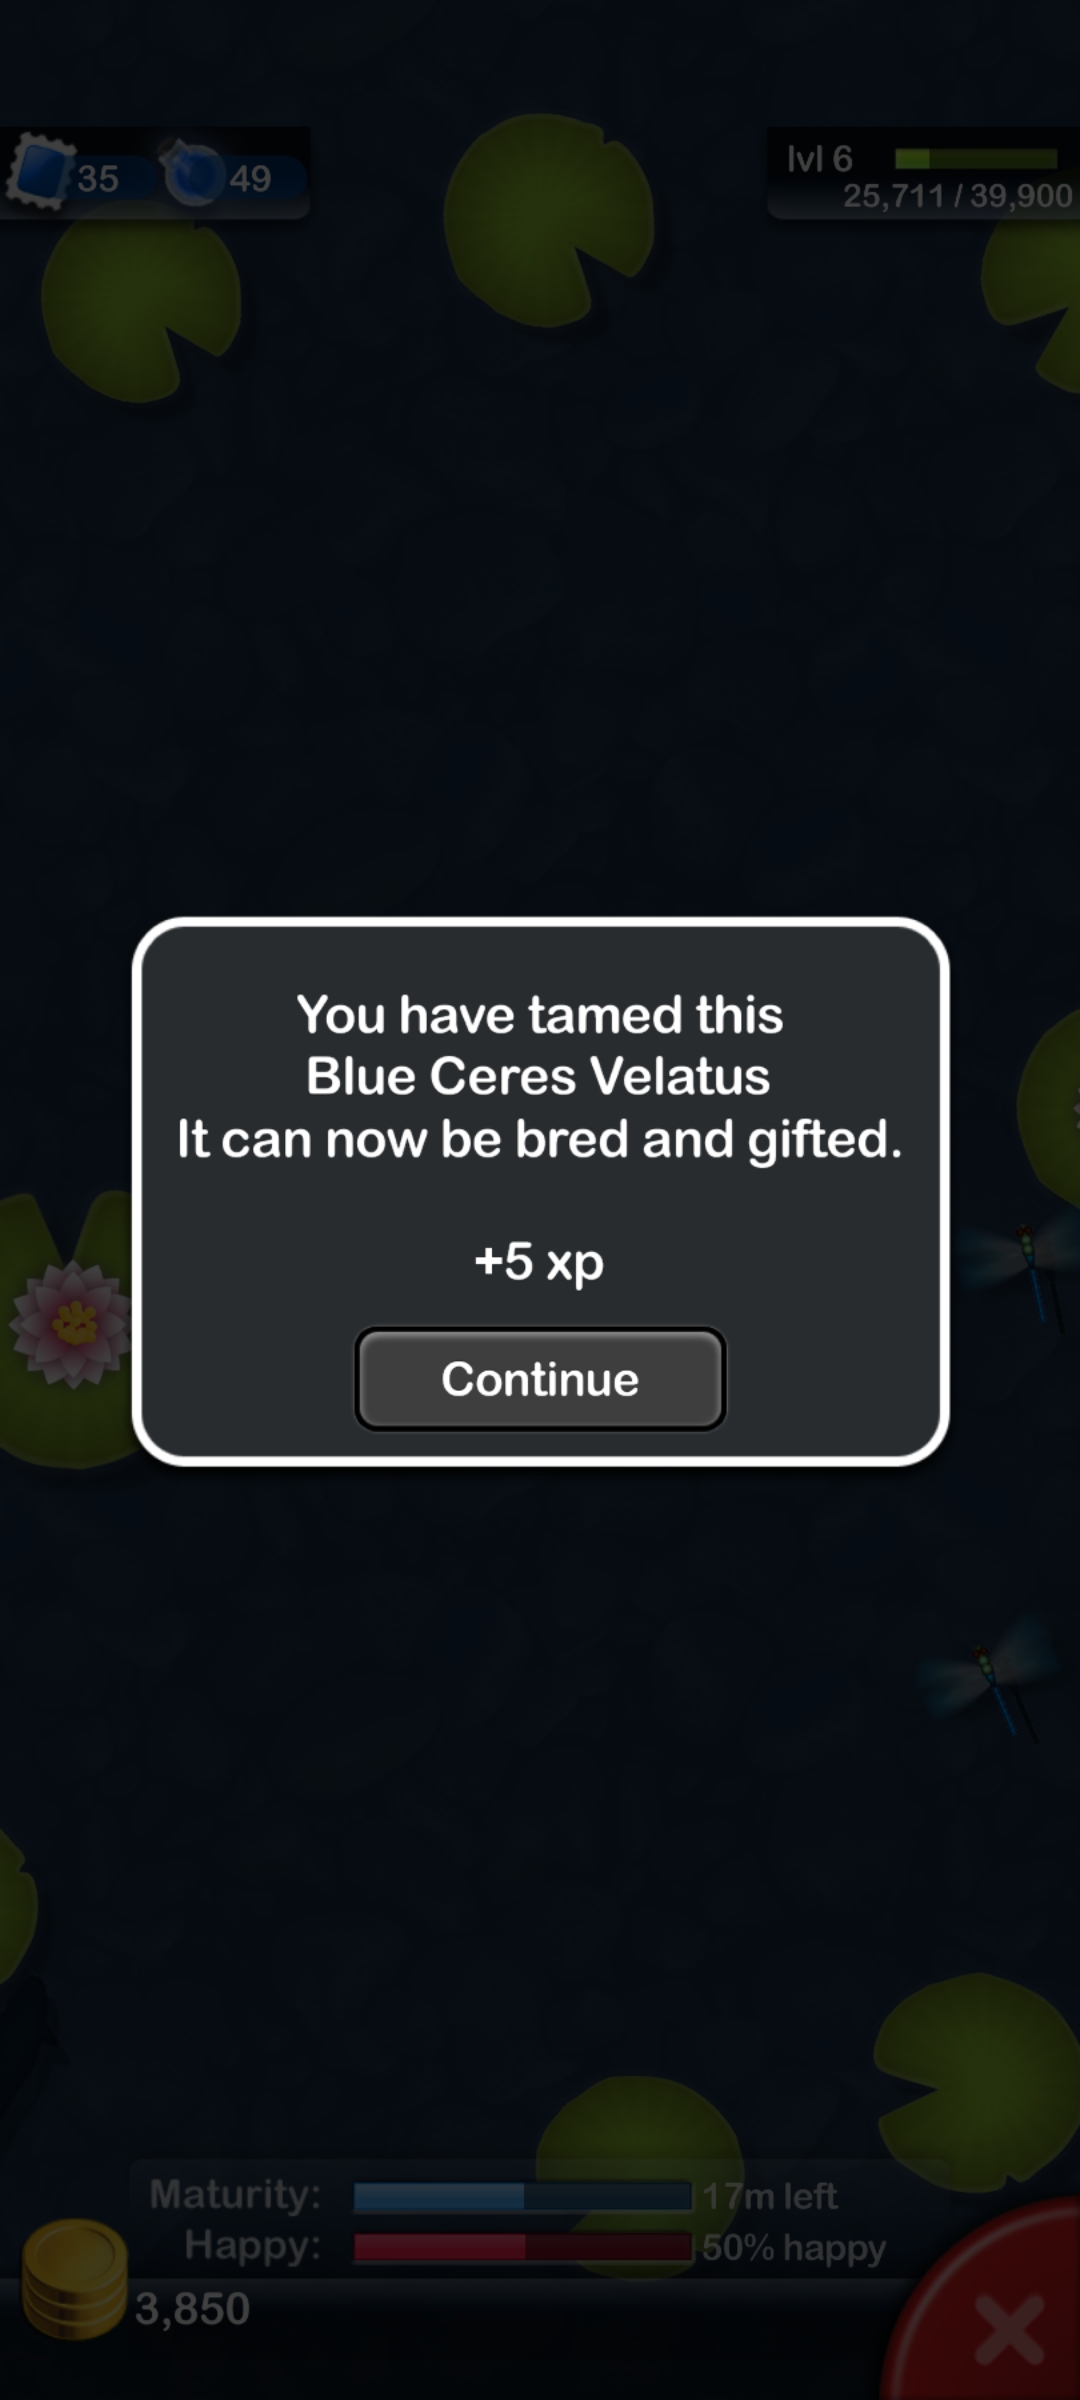 35
49
lvl 6
25,711 / 39,900
You have tamed this
Blue Ceres Velatus
It can now be bred and gifted.
+5 xp
Continue
Maturity: 17m left
Happy: 50% happy
3,850